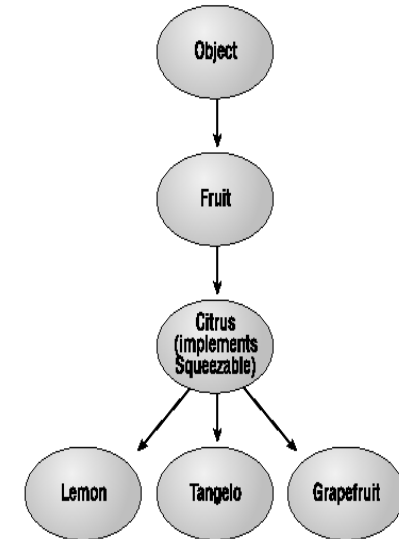 Object
Fruit
Citrus
(implements
Squeezable)
Lemon
Tangelo
Grapefruit